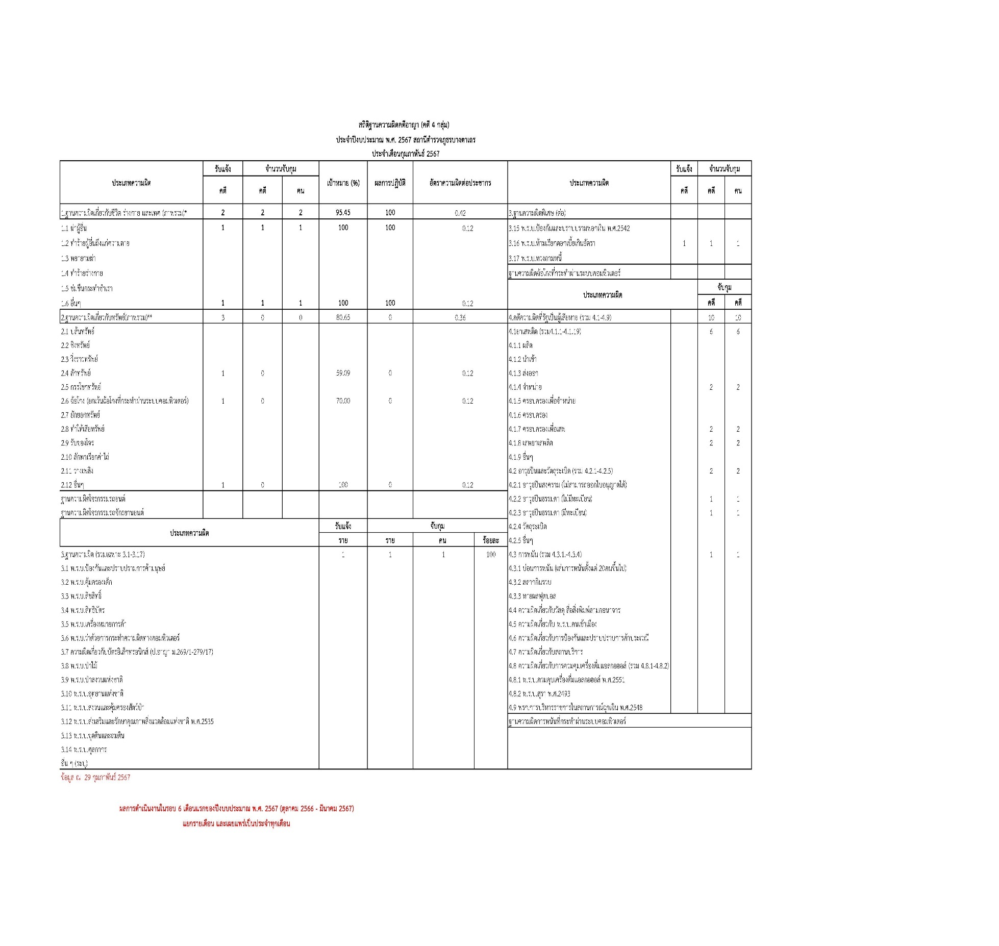 สถิติฐานความผิดคดีอาญา (คดี 4 กลุ่ม)
ประจำปีงบประมาณ พ.ศ. 2567 สถานีตำรวจภูธรบางตาเถร
ประจำเดือนกุมภาพันธ์ 2567
ประเภทความผิด รับแจ้ง จำนวนจับกุม เป้าหมาย (%) ผลการปฏิบัติ อัตราความผิดต่อประชากร
คดี คดี คน
1.ฐานความผิดเกี่ยวกับชีวิต ร่างกาย และเพศ (ภาพรวม)* 2 2 2 95.45 100 0.42
1.1 ฆ่าผู้อื่น 1 1 1 100 100 0.12
1.2 ทำร้ายผู้อื่นถึงแก่ความตาย
1.3 พยายามฆ่า
1.4 ทำร้ายร่างกาย
1.5 ข่มขืนกระทำชำเรา
1.6 อื่นๆ 1 1 1 100 100 0.12
2.ฐานความผิดเกี่ยวกับทรัพย์(ภาพรวม)** 3 0 0 80.65 0 0.36
2.1 ปล้นทรัพย์
2.2 ชิงทรัพย์
2.3 วิ่งราวทรัพย์
2.4 ลักทรัพย์ 1 0 59.09 0 0.12
2.5 กรรโชกทรัพย์
2.6 ฉ้อโกง (ยกเว้นฉ้อโกงที่กระทำผ่านระบบคอมพิวเตอร์) 1 0 70.00 0 0.12
2.7 ยักยอกทรัพย์
2.8 ทำให้เสียทรัพย์
2.9 รับของโจร
2.10 ลักพาเรียกค่าไถ่
2.11 วางเพลิง
2.12 อื่นๆ 1 0 100 0 0.12
ฐานความผิดโจรกรรมรถยนต์
ฐานความผิดโจรกรรมรถจักรยานยนต์
ประเภทความผิด รับแจ้ง จับกุม
ราย ราย คน ร้อยละ
3.ฐานความผิด (รวมเฉพาะ 3.1-3.17) 1 1 1 100
3.1 พ.ร.บ.ป้องกันและปราบปรามการค้ามนุษย์
3.2 พ.ร.บ.คุ้มครองเด็ก
3.3 พ.ร.บ.ลิขสิทธิ์
3.4 พ.ร.บ.สิทธิบัตร
3.5 พ.ร.บ.เครื่องหมายการค้า
3.6 พ.ร.บ.ว่าด้วยการกระทำความผิดทางคอมพิวเตอร์
3.7 ความผิดเกี่ยวกับบัตรอิเล็กทรอนิกส์ (ป.อาญา ม.269/1-279/17)
3.8 พ.ร.บ.ป่าไม้
3.9 พ.ร.บ.ป่าสงวนแห่งชาติ
3.10 พ.ร.บ.อุทยานแห่งชาติ
3.11 พ.ร.บ.สงวนและคุ้มครองสัตว์ป่า
3.12 พ.ร.บ.ส่งเสริมและรักษาคุณภาพสิ่งแวดล้อมแห่งชาติ พ.ศ.2535
3.13 พ.ร.บ.ขุดดินและถมดิน
3.14 พ.ร.บ.ศุลกากร
อื่น ๆ (ระบุ)
ประเภทความผิด รับแจ้ง จำนวนจับกุม
คดี คดี คน
3.ฐานความผิดพิเศษ (ต่อ)
3.15 พ.ร.บ.ป้องกันและปราบปรามฟอกเงิน พ.ศ.2542
3.16 พ.ร.บ.ห้ามเรียกดอกเบี้ยเกินอัตรา 1 1 1
3.17 พ.ร.บ.ทวงถามหนี้
ฐานความผิดฉ้อโกงที่กระทำผ่านระบบคอมพิวเตอร์
ประเภทความผิด จับกุม
คดี คดี
4.คดีความผิดที่รัฐเป็นผู้เสียหาย (รวม 4.1-4.9) 10 10
4.1ยาเสพติด (รวม4.1.1-4.1.19) 6 6
4.1.1 ผลิต
4.1.2 นำเข้า
4.1.3 ส่งออก
4.1.4 จำหน่าย 2 2
4.1.5 ครอบครองเพื่อจำหน่าย
4.1.6 ครอบครอง
4.1.7 ครอบครองเพื่อเสพ 2 2
4.1.8 เสพยาเสพติด 2 2
4.1.9 อื่นๆ
4.2 อาวุธปืนและวัตถุระเบิด (รวม 4.2.1-4.2.5) 2 2
4.2.1 อาวุธปืนสงคราม (ไม่สามารถออกใบอนุญาตได้)
4.2.2 อาวุธปืนธรรมดา (ไม่มีทะเบียน) 1 1
4.2.3 อาวุธปืนธรรมดา (มีทะเบียน) 1 1
4.2.4 วัตถุระเบิด
4.2.5 อื่นๆ
4.3 การพนัน (รวม 4.3.1.-4.3.4) 1 1
4.3.1 บ่อนการพนัน (เล่นการพนันตั้งแต่ 20คนขึ้นไป)
4.3.2 สลากกินรวบ
4.3.3 ทายผลฟุตบอล
4.4 ความผิดเกี่ยวกับวัสดุ สื่อสิ่งพิมพ์ลามกอนาจาร
4.5 ความผิดเกี่ยวกับ พ.ร.บ.คนเข้าเมือง
4.6 ความผิดเกี่ยวกับการป้องกันและปราบปราบการค้าประเวณี
4.7 ความผิดเกี่ยวกับสถานบริการ
4.8 ความผิดเกี่ยวกับการควมคุมเครื่องดื่มแอลกอฮอล์ (รวม 4.8.1-4.8.2)
4.8.1 พ.ร.บ.ควมคุบเครื่องดื่มแอลกอฮอล์ พ.ศ.2551
4.8.2 พ.ร.บ.สุรา พ.ศ.2493
4.9 พรก.การบริหารราชการในสถานการณ์ฉุกเฉิน พ.ศ.2548
ฐานความผิดการพนันที่กระทำผ่านระบบคอมพิวเตอร์
ข้อมูล ณ 29 กุมภาพันธ์ 2567
ผลการดำเนินงานในรอบ 6 เดือนแรกของปีงบบประมาณ พ.ศ. 2567 (ตุลาคม 2566 - มีนาคม 2567)
แยกรายเดือน และเผยแพร่เป็นประจำทุกเดือน